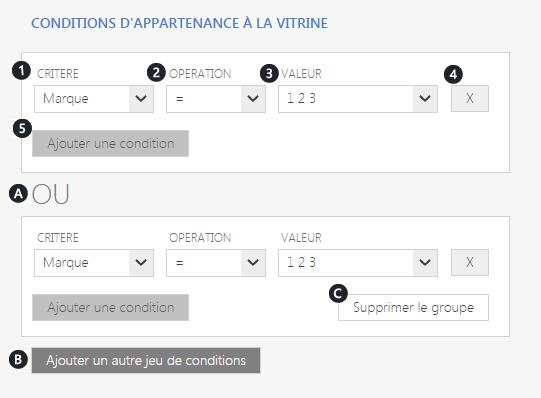 CONDITIONS D'APPARTENANCE À LA VITRINE
1 CRITERE 2 OPERATION 3 VALEUR 4
Marque = 1 2 3 X
5 Ajouter une condition
A OU
CRITERE OPERATION VALEUR
Marque = 1 2 3 X
C
Ajouter une condition Supprimer le groupe
B Ajouter un autre jeu de conditions